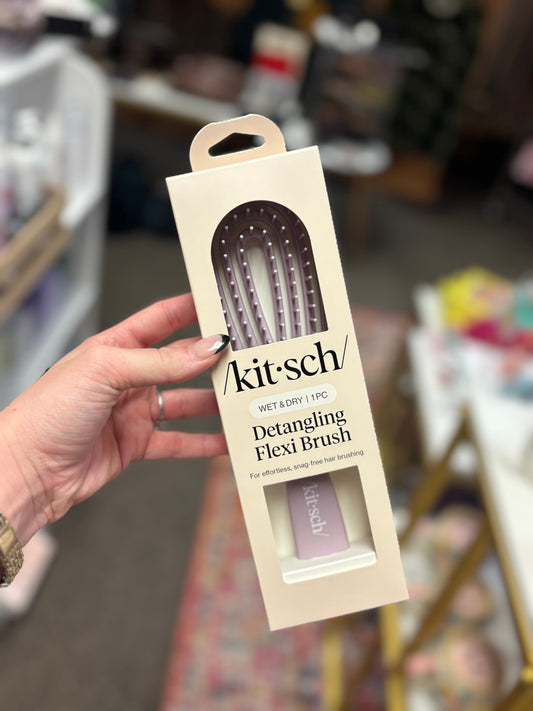 /kit·sch/
WET & DRY | 1PC
Detangling
Flexi Brush
For effortless, snag-free hair brushing
/kit·sch/